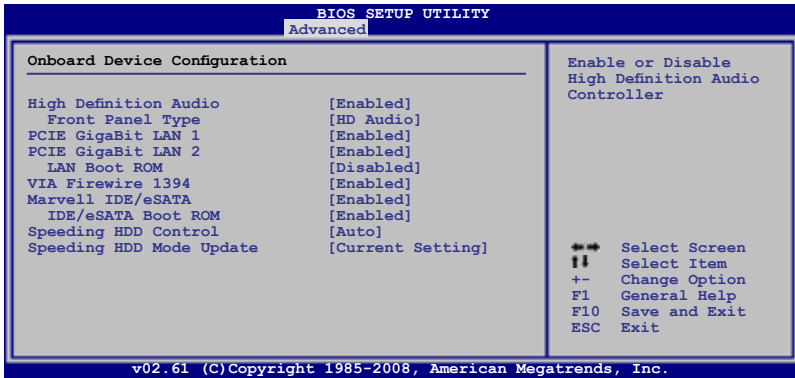 BIOS SETUP UTILITY
Advanced
Onboard Device Configuration
High Definition Audio [Enabled]
Front Panel Type [HD Audio]
PCIE GigaBit LAN 1 [Enabled]
PCIE GigaBit LAN 2 [Enabled]
LAN Boot ROM [Disabled]
VIA Firewire 1394 [Enabled]
Marvell IDE/eSATA [Enabled]
IDE/eSATA Boot ROM [Enabled]
Speeding HDD Control [Auto]
Speeding HDD Mode Update [Current Setting]
Enable or Disable
High Definition Audio
Controller
←→ Select Screen
↑↓ Select Item
+- Change Option
F1 General Help
F10 Save and Exit
ESC Exit
v02.61 (C)Copyright 1985-2008, American Megatrends, Inc.